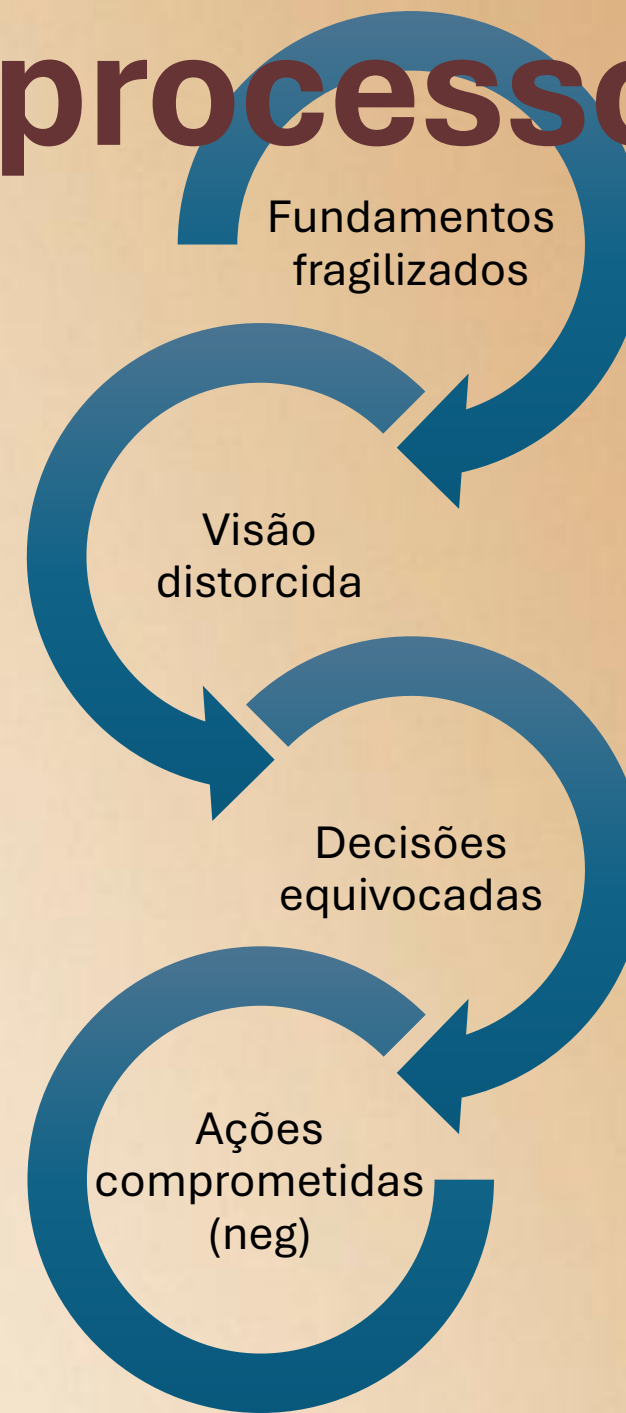 processo
Fundamentos
fragilizados
Visão
distorcida
Decisões
equivocadas
Ações
comprometidas
(neg)